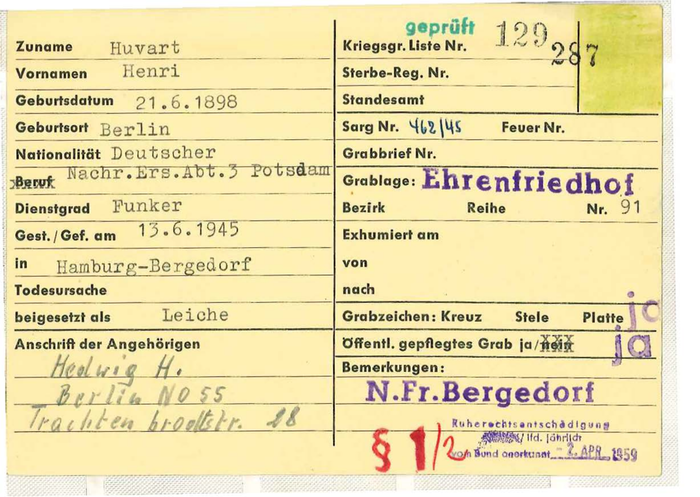 geprüft
Zuname Huvart
Vornamen Henri
Geburtsdatum 21.6.1898
Geburtsort Berlin
Nationalität Deutscher
Beruf Nachr.Ers.Abt.3 Potsdam
Dienstgrad Funker
Gest./Gef. am 13.6.1945
in Hamburg-Bergedorf
Todesursache
beigesetzt als Leiche
Anschrift der Angehörigen
Hedwig H.
Berlin NO 55
Trachtenbrodtstr. 28
Kriegsgr. Liste Nr. 129
287
Sterbe-Reg. Nr.
Standesamt
Sarg Nr. 462/45 Feuer Nr.
Grabbrief Nr.
Grablage: Ehrenfriedhof
Bezirk Reihe Nr. 91
Exhumiert am
von
nach
Grabzeichen: Kreuz Stele Platte ja
Öffentl. gepflegtes Grab ja/nein ja
Bemerkungen:
N.Fr.Bergedorf
Ruherechtsentschädigung
§ 1/2 / lfd. jährlich
vom Bund anerkannt - 2. APR. 1959